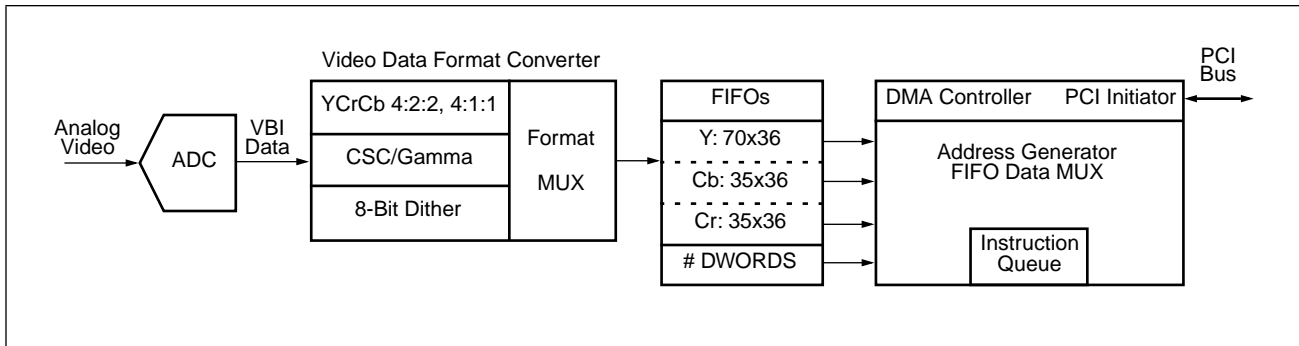 Analog
Video
ADC
VBI
Data
Video Data Format Converter
YCrCb 4:2:2, 4:1:1
CSC/Gamma
8-Bit Dither
Format
MUX
FIFOs
Y: 70x36
Cb: 35x36
Cr: 35x36
# DWORDS
DMA Controller
PCI Initiator
Address Generator
FIFO Data MUX
Instruction
Queue
PCI
Bus